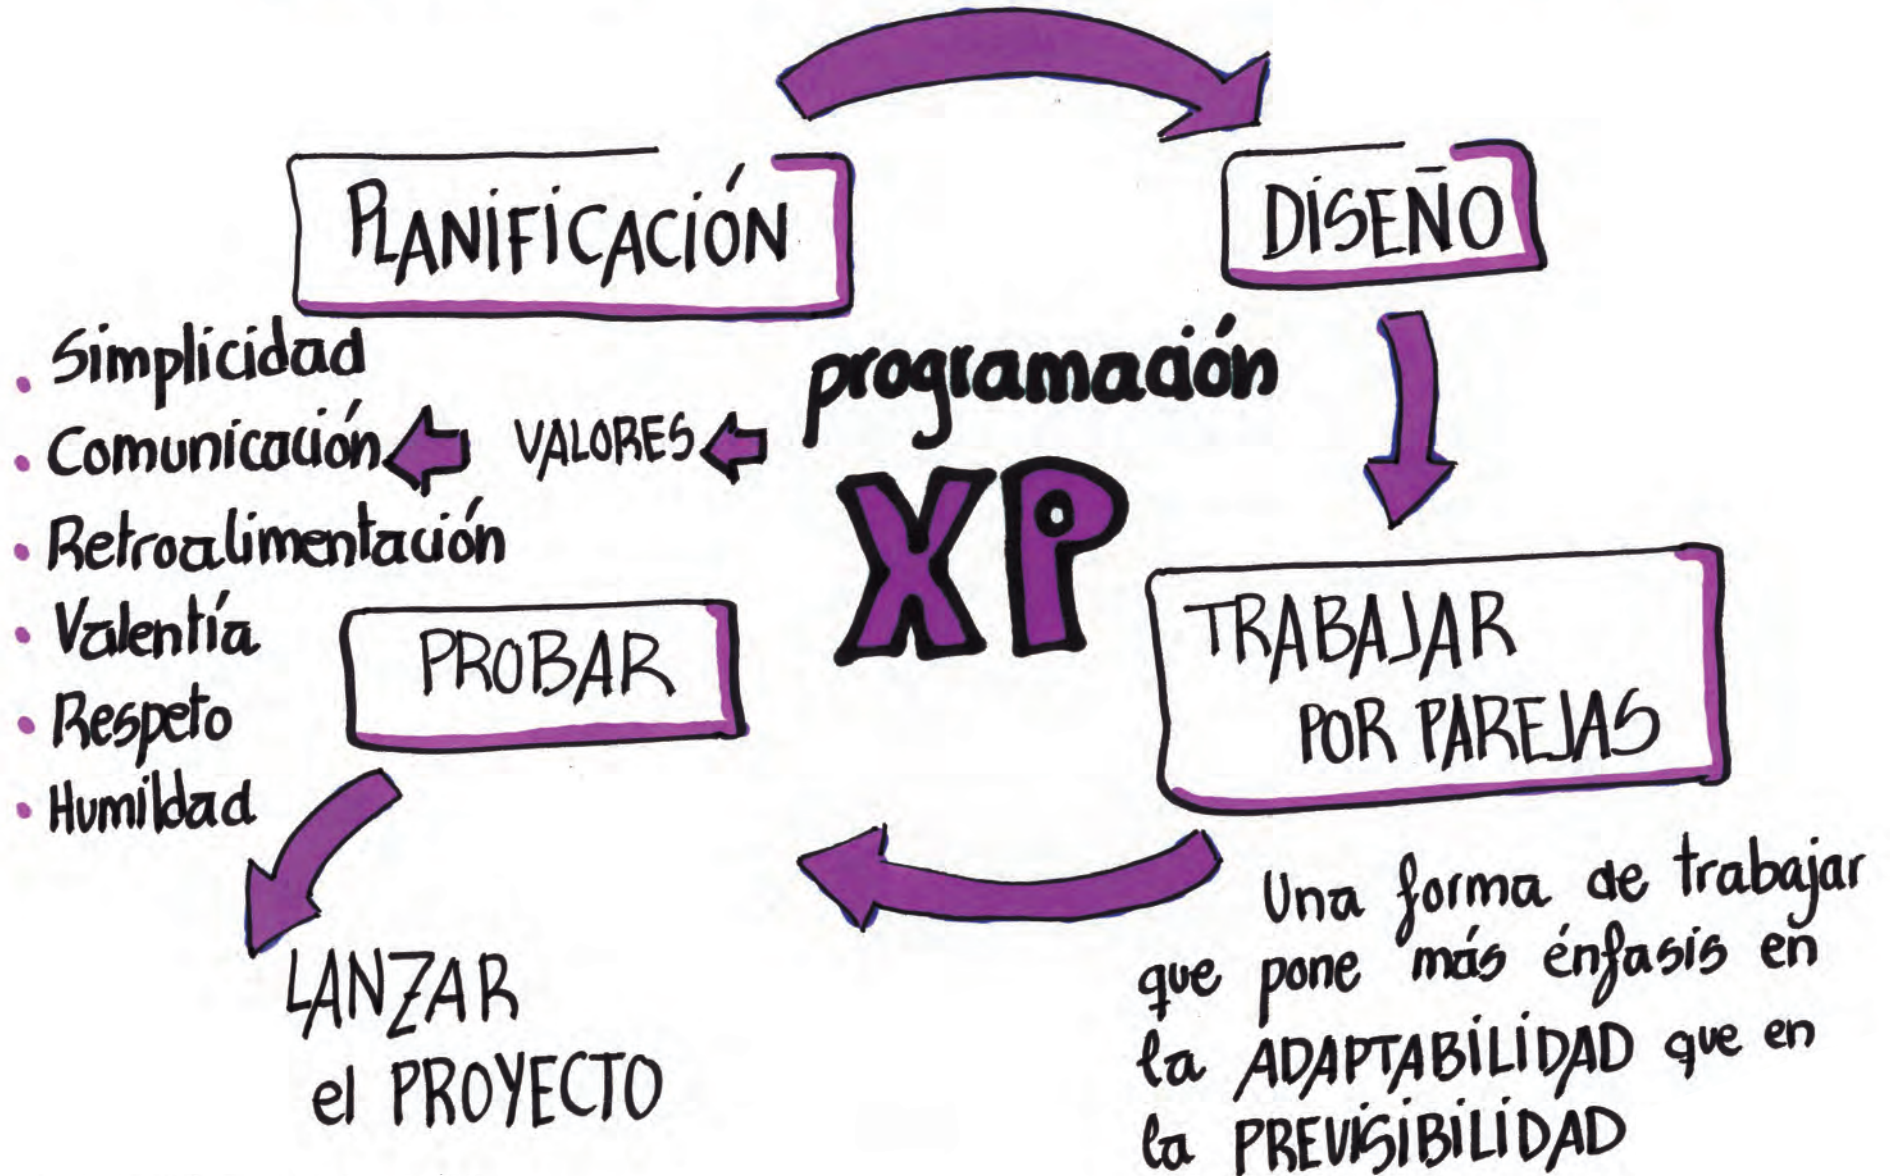 PLANIFICACIÓN
DISEÑO
programación
XP
VALORES
. Simplicidad
. Comunicación
. Retroalimentación
. Valentía
. Respeto
. Humildad
TRABAJAR
POR PAREJAS
PROBAR
LANZAR
el PROYECTO
Una forma de trabajar
que pone más énfasis en
la ADAPTABILIDAD que en
la PREVISIBILIDAD